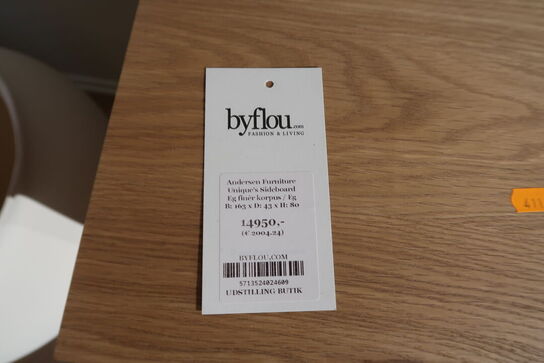 byflou.com
FASHION & LIVING
Andersen Furniture
Unique's Sideboard
Eg finér korpus / Eg
B: 163 x D: 43 x H: 80
14950,-
(€ 2004.24)
BYFLOU.COM
5713524024609
UDSTILLING BUTIK
411